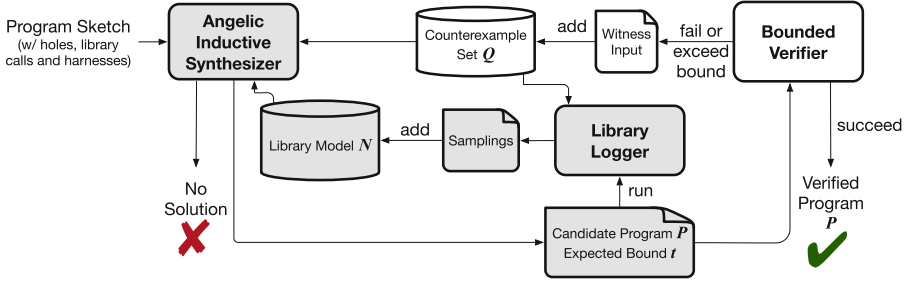 Program Sketch
(w/ holes, library
calls and harnesses)
Angelic
Inductive
Synthesizer
Counterexample
Set Q
add
Witness
Input
fail or
exceed
bound
Bounded
Verifier
Library Model N
add
Samplings
Library
Logger
succeed
No
Solution
run
Candidate Program P
Expected Bound t
Verified
Program
P